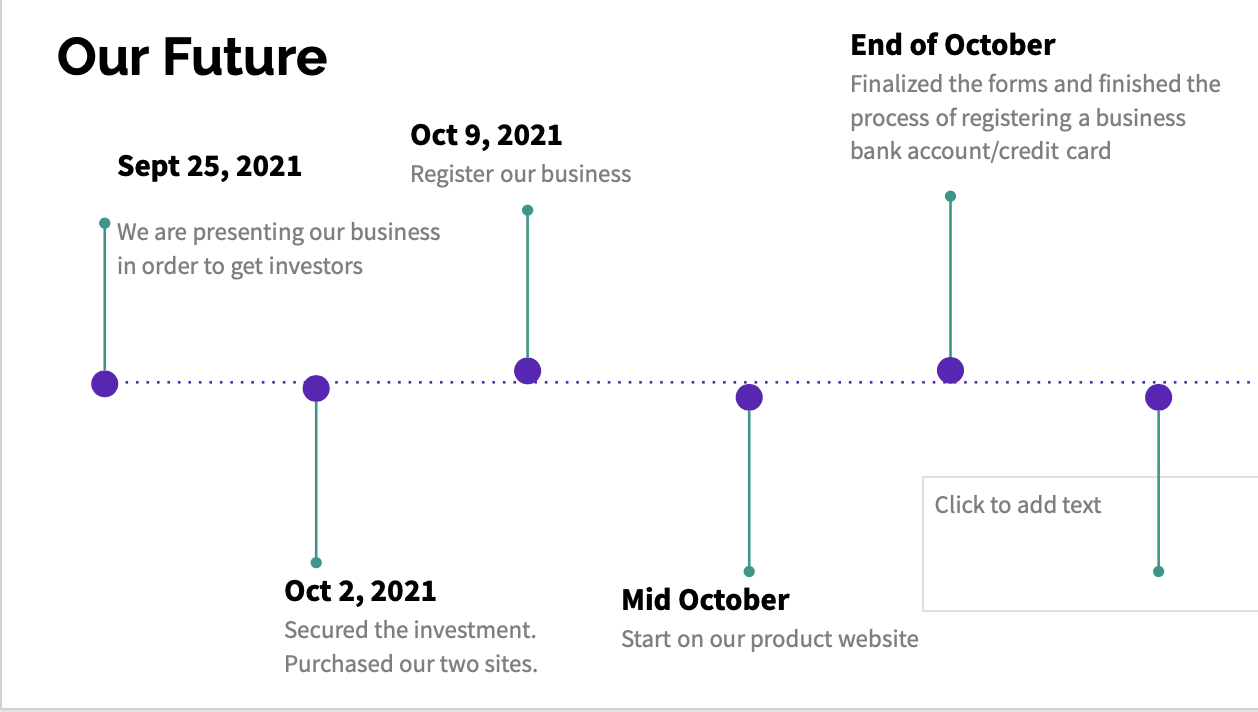 Our Future
Sept 25, 2021
We are presenting our business
in order to get investors
Oct 2, 2021
Secured the investment.
Purchased our two sites.
Oct 9, 2021
Register our business
Mid October
Start on our product website
End of October
Finalized the forms and finished the
process of registering a business
bank account/credit card
Click to add text